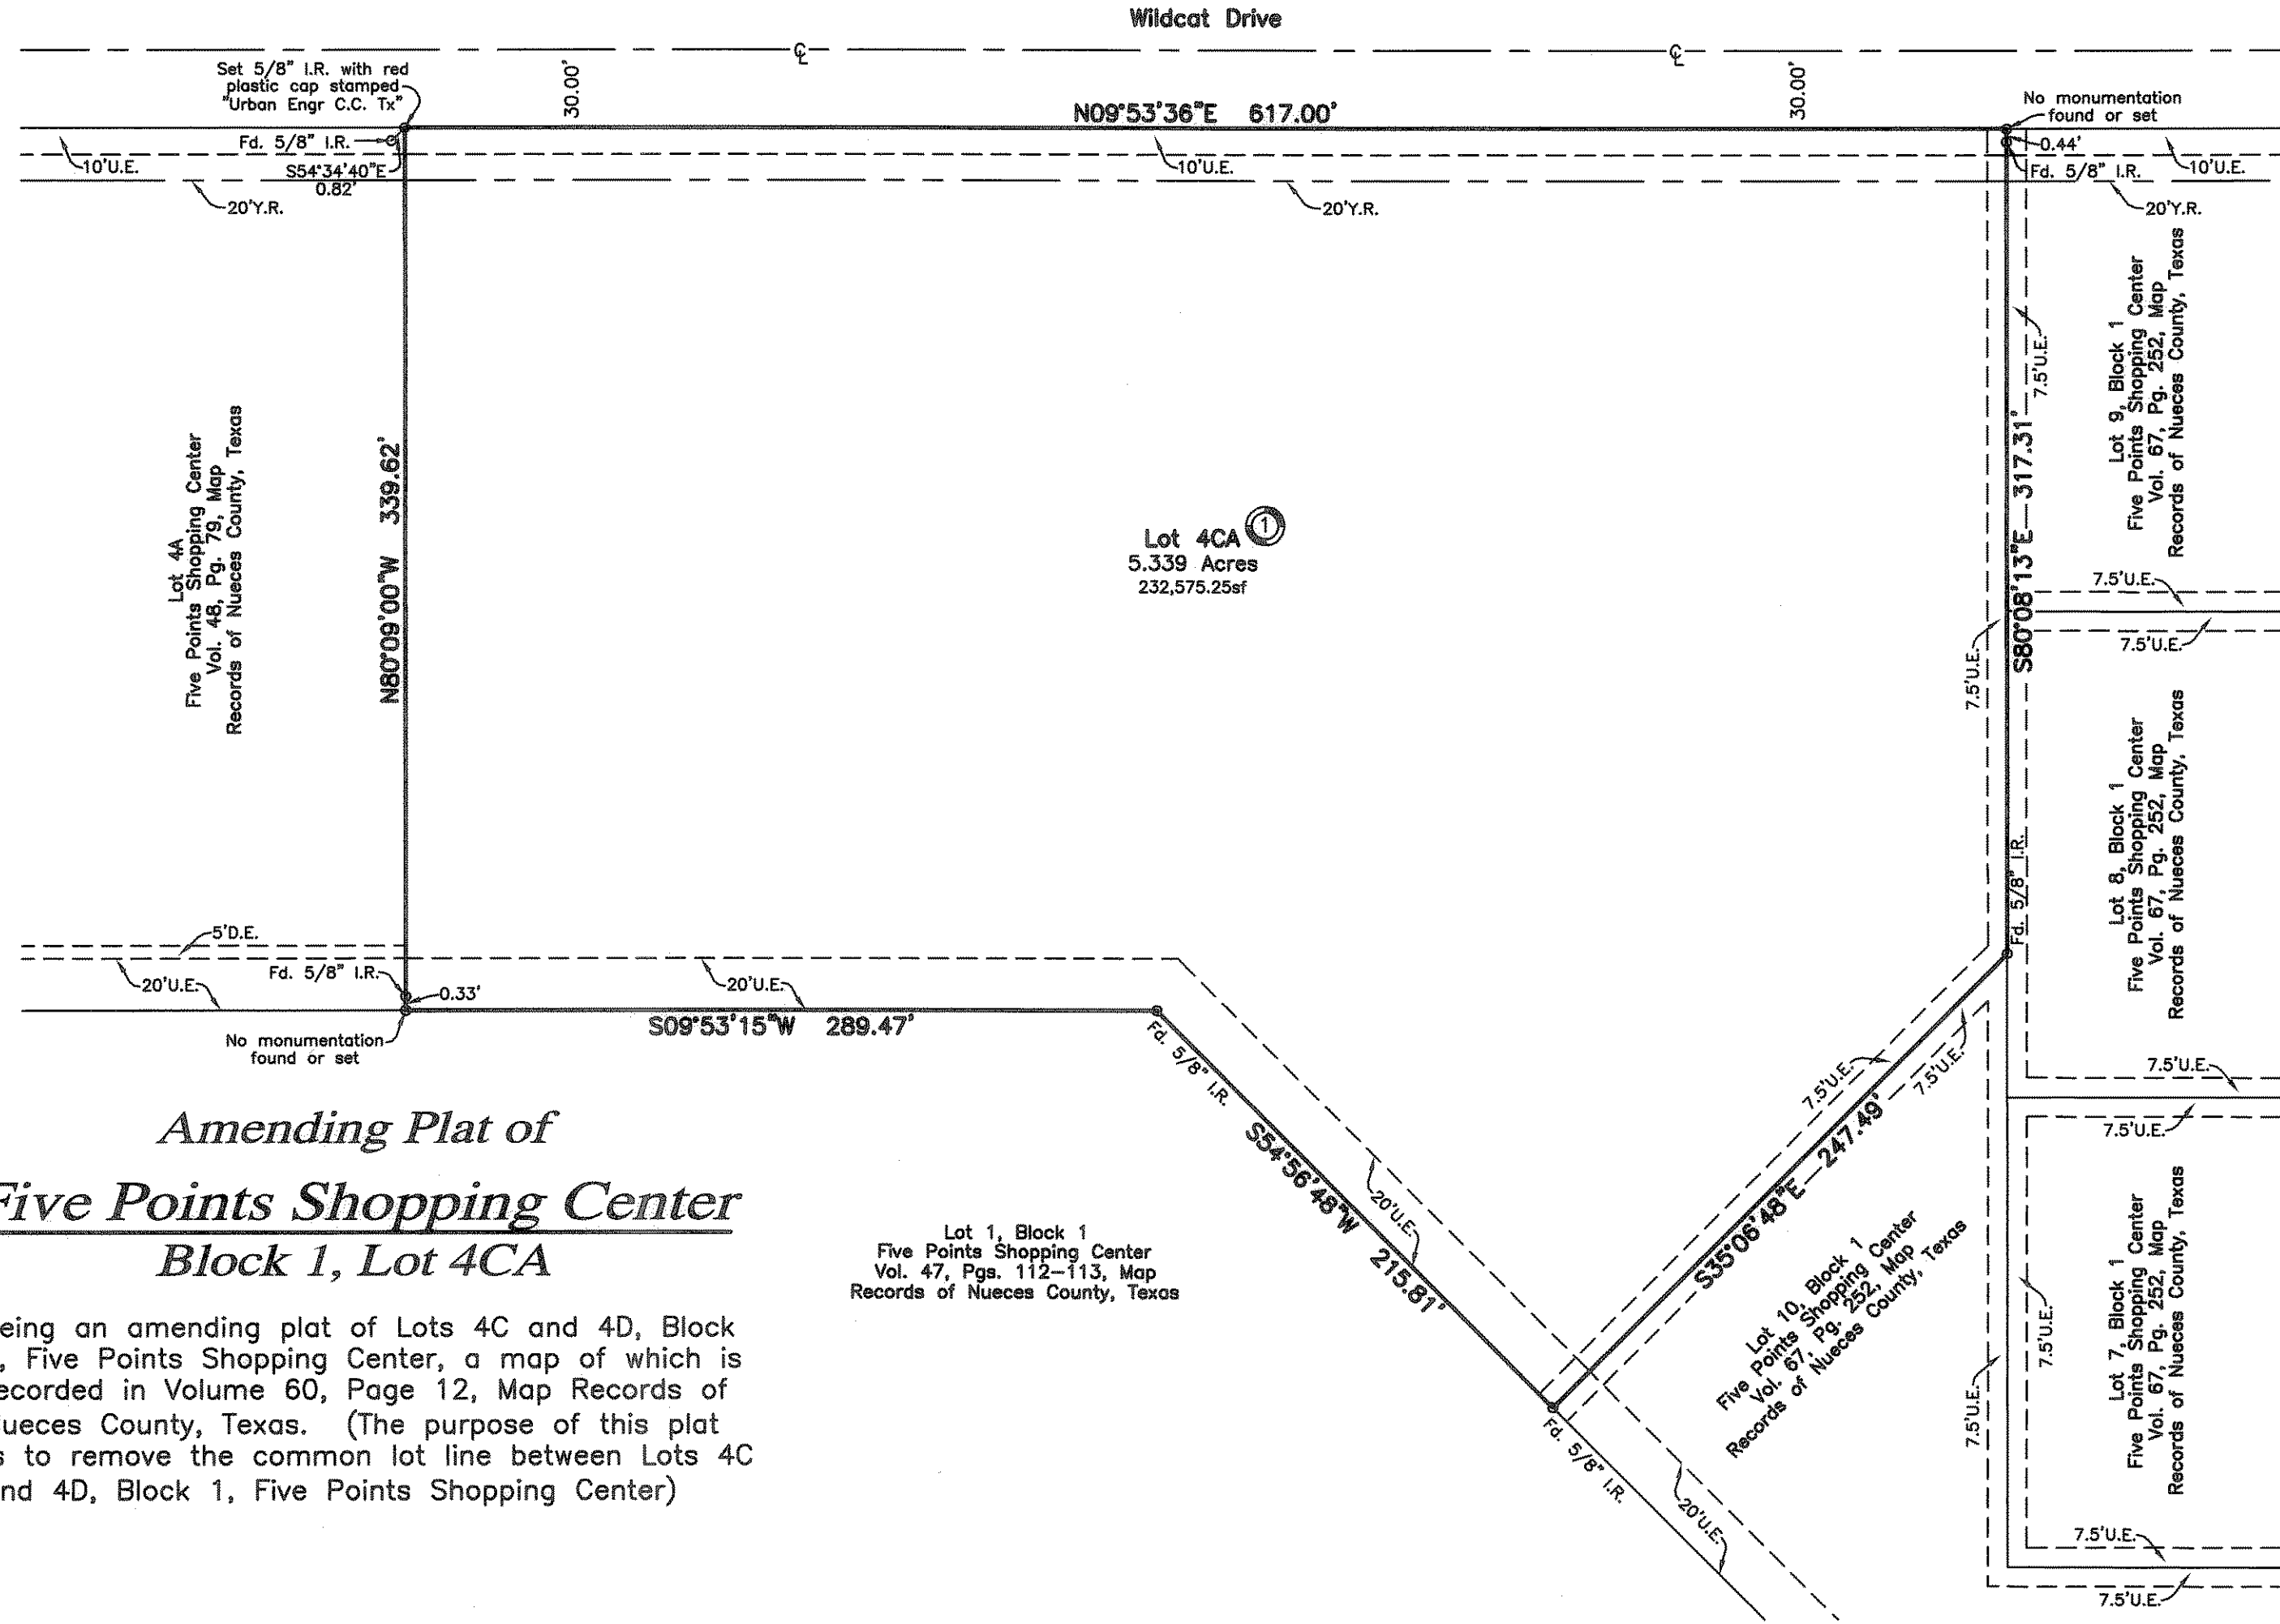 Wildcat Drive
℄
℄
Set 5/8" I.R. with red
plastic cap stamped
"Urban Engr C.C. Tx"
30.00'
30.00'
N09°53'36"E 617.00'
No monumentation
found or set
Fd. 5/8" I.R.
0.44'
10'U.E.
S54°34'40"E
0.82'
10'U.E.
Fd. 5/8" I.R.
10'U.E.
20'Y.R.
20'Y.R.
20'Y.R.
Lot 4A
Five Points Shopping Center
Vol. 48, Pg. 79, Map
Records of Nueces County, Texas
N80°09'00"W 339.62'
Lot 4CA 1
5.339 Acres
232,575.25sf
7.5'U.E.
7.5'U.E.
S80°08'13"E 317.31'
Lot 9, Block 1
Five Points Shopping Center
Vol. 67, Pg. 252, Map
Records of Nueces County, Texas
7.5'U.E.
7.5'U.E.
Lot 8, Block 1
Five Points Shopping Center
Vol. 67, Pg. 252, Map
Records of Nueces County, Texas
Fd. 5/8" I.R.
5'D.E.
Fd. 5/8" I.R.
20'U.E.
0.33'
20'U.E.
S09°53'15"W 289.47'
No monumentation
found or set
Fd. 5/8" I.R.
7.5'U.E.
7.5'U.E.
7.5'U.E.
7.5'U.E.
S54°56'48"W 215.81'
20'U.E.
S35°06'48"E 247.49'
Amending Plat of
Five Points Shopping Center
Block 1, Lot 4CA
eing an amending plat of Lots 4C and 4D, Block
, Five Points Shopping Center, a map of which is
ecorded in Volume 60, Page 12, Map Records of
ueces County, Texas. (The purpose of this plat
s to remove the common lot line between Lots 4C
nd 4D, Block 1, Five Points Shopping Center)
Lot 1, Block 1
Five Points Shopping Center
Vol. 47, Pgs. 112-113, Map
Records of Nueces County, Texas
Lot 10, Block 1
Five Points Shopping Center
Vol. 67, Pg. 252, Map
Records of Nueces County, Texas
Lot 7, Block 1
Five Points Shopping Center
Vol. 67, Pg. 252, Map
Records of Nueces County, Texas
7.5'U.E.
7.5'U.E.
Fd. 5/8" I.R.
20'U.E.
7.5'U.E.
7.5'U.E.